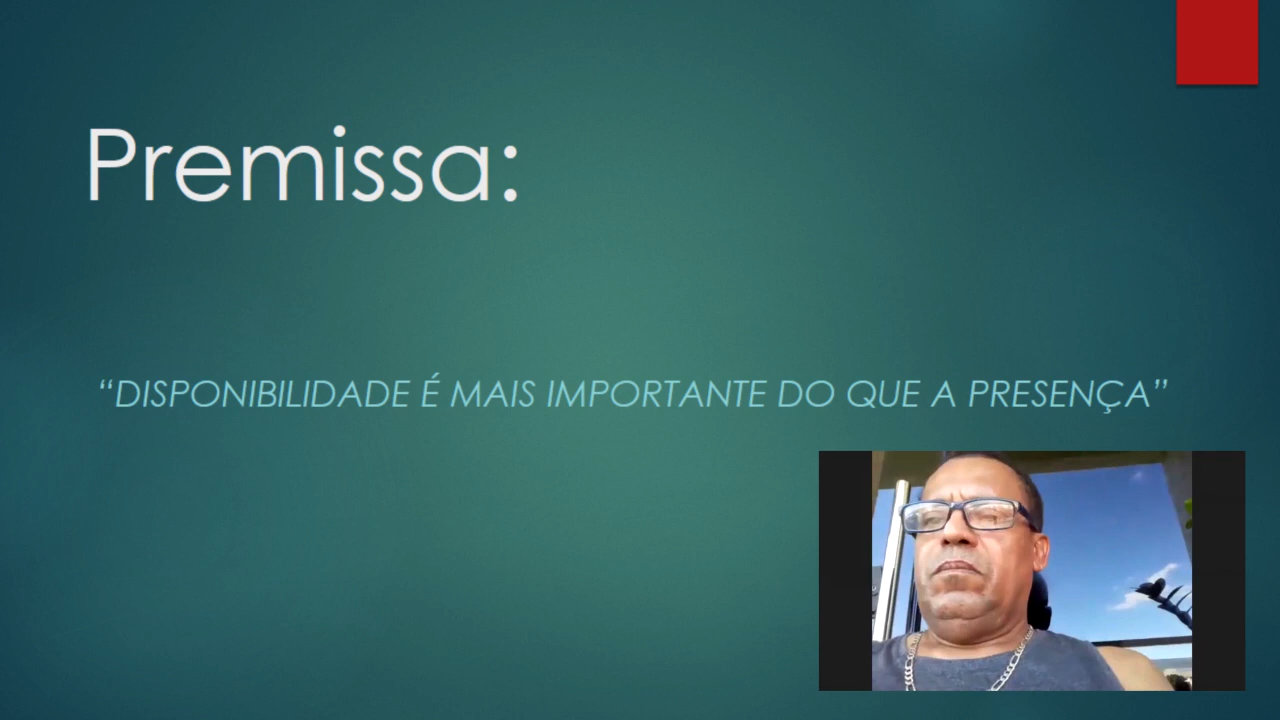 Premissa:
“DISPONIBILIDADE É MAIS IMPORTANTE DO QUE A PRESENÇA”